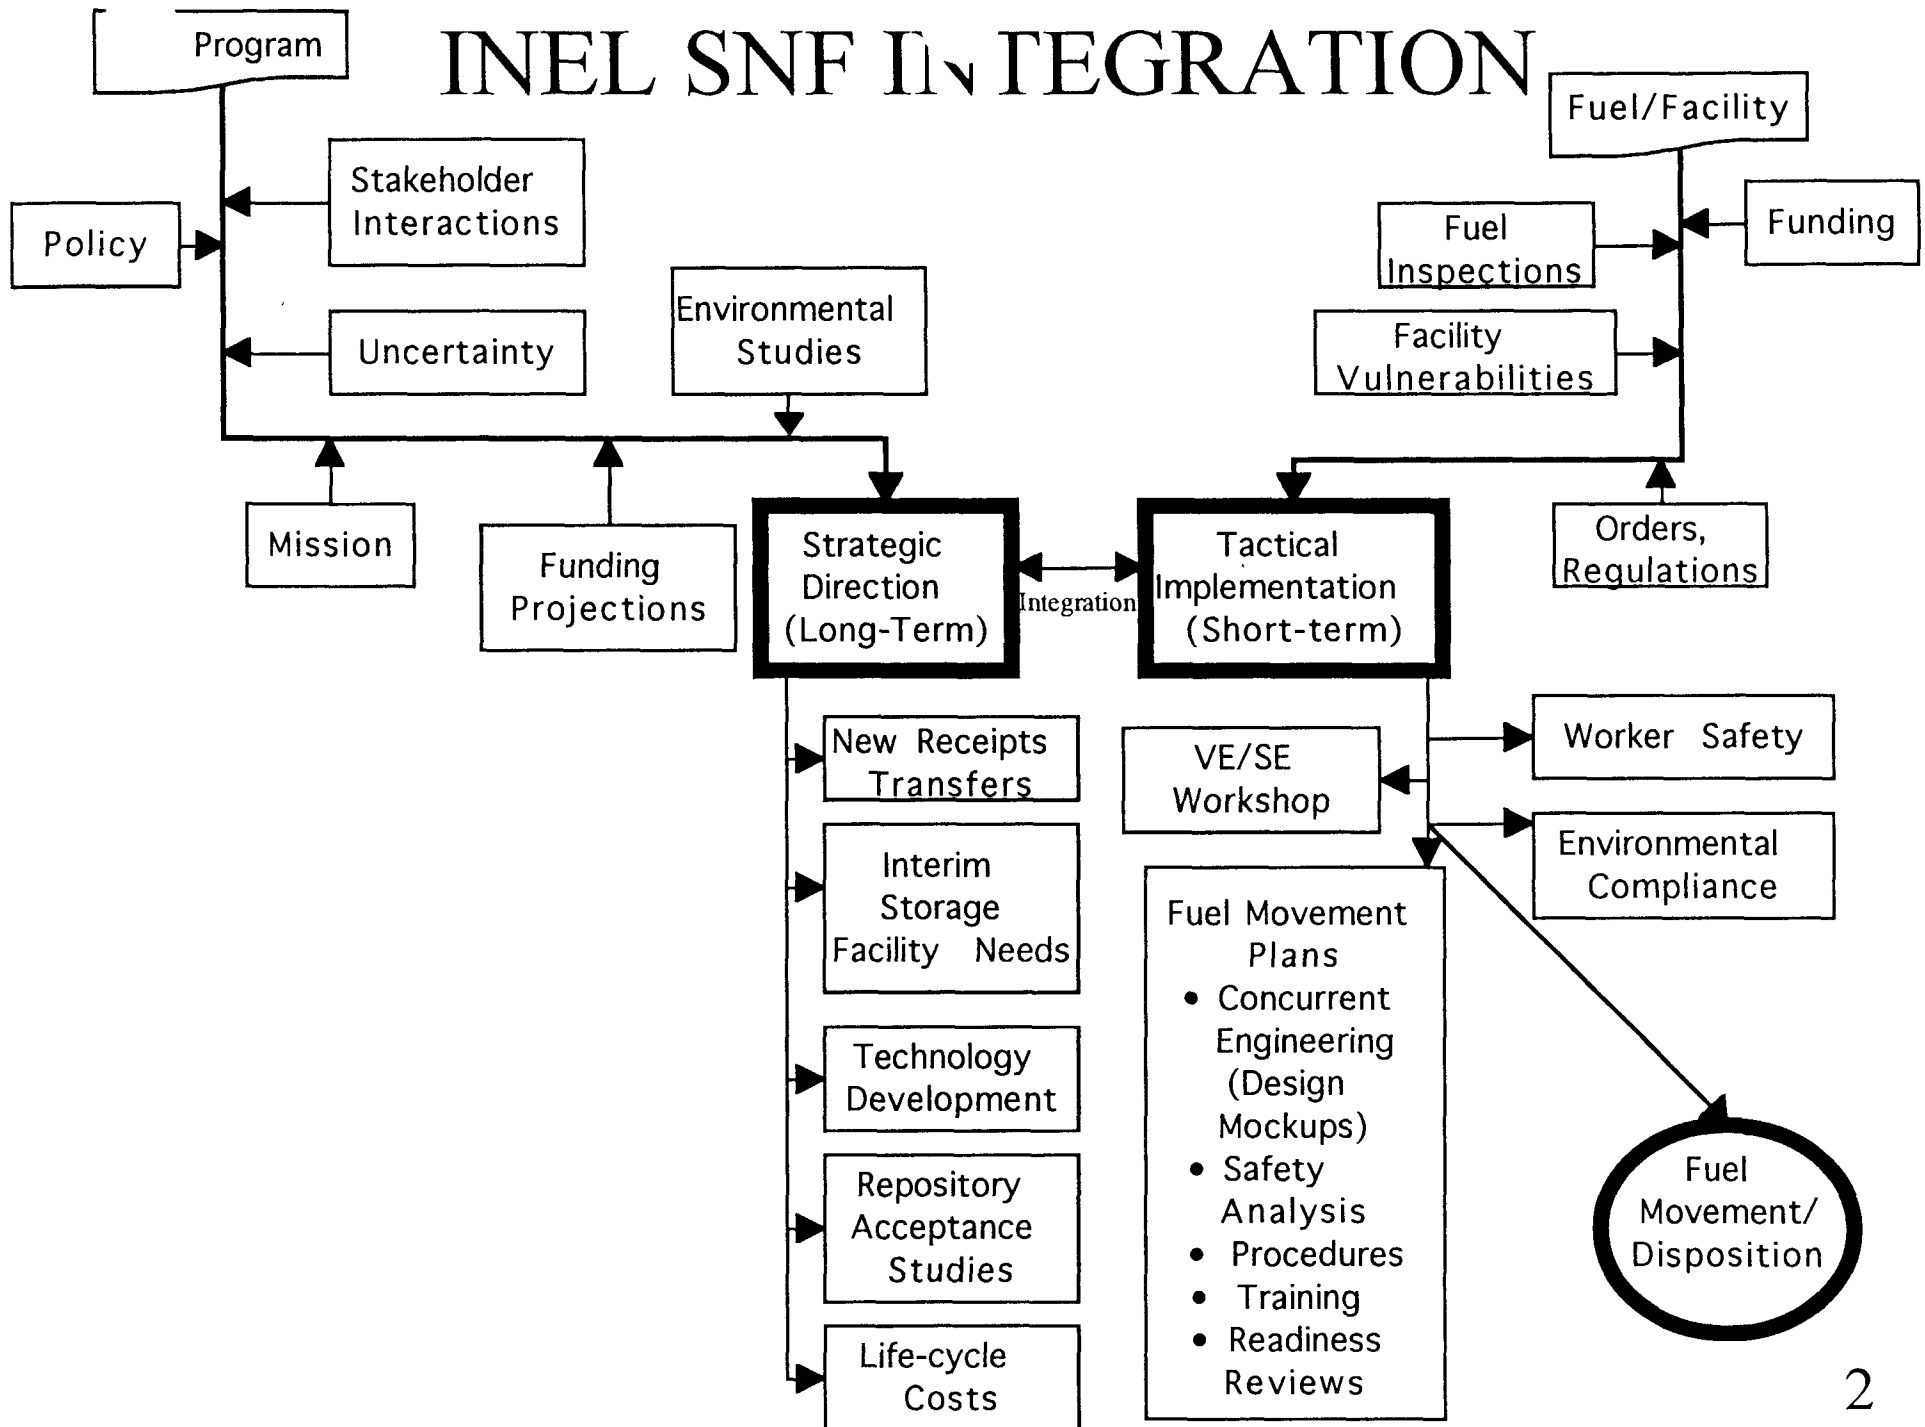 Program
INEL SNF INTEGRATION
Fuel/Facility
Stakeholder
Interactions
Policy
Fuel
Inspections
Funding
Environmental
Studies
Uncertainty
Facility
Vulnerabilities
Mission
Funding
Projections
Strategic
Direction
(Long-Term)
Integration
Tactical
Implementation
(Short-term)
Orders,
Regulations
New Receipts
Transfers
Interim
Storage
Facility Needs
Technology
Development
Repository
Acceptance
Studies
Life-cycle
Costs
VE/SE
Workshop
Worker Safety
Environmental
Compliance
Fuel Movement
Plans
• Concurrent
Engineering
(Design
Mockups)
• Safety
Analysis
• Procedures
• Training
• Readiness
Reviews
Fuel
Movement/
Disposition
2